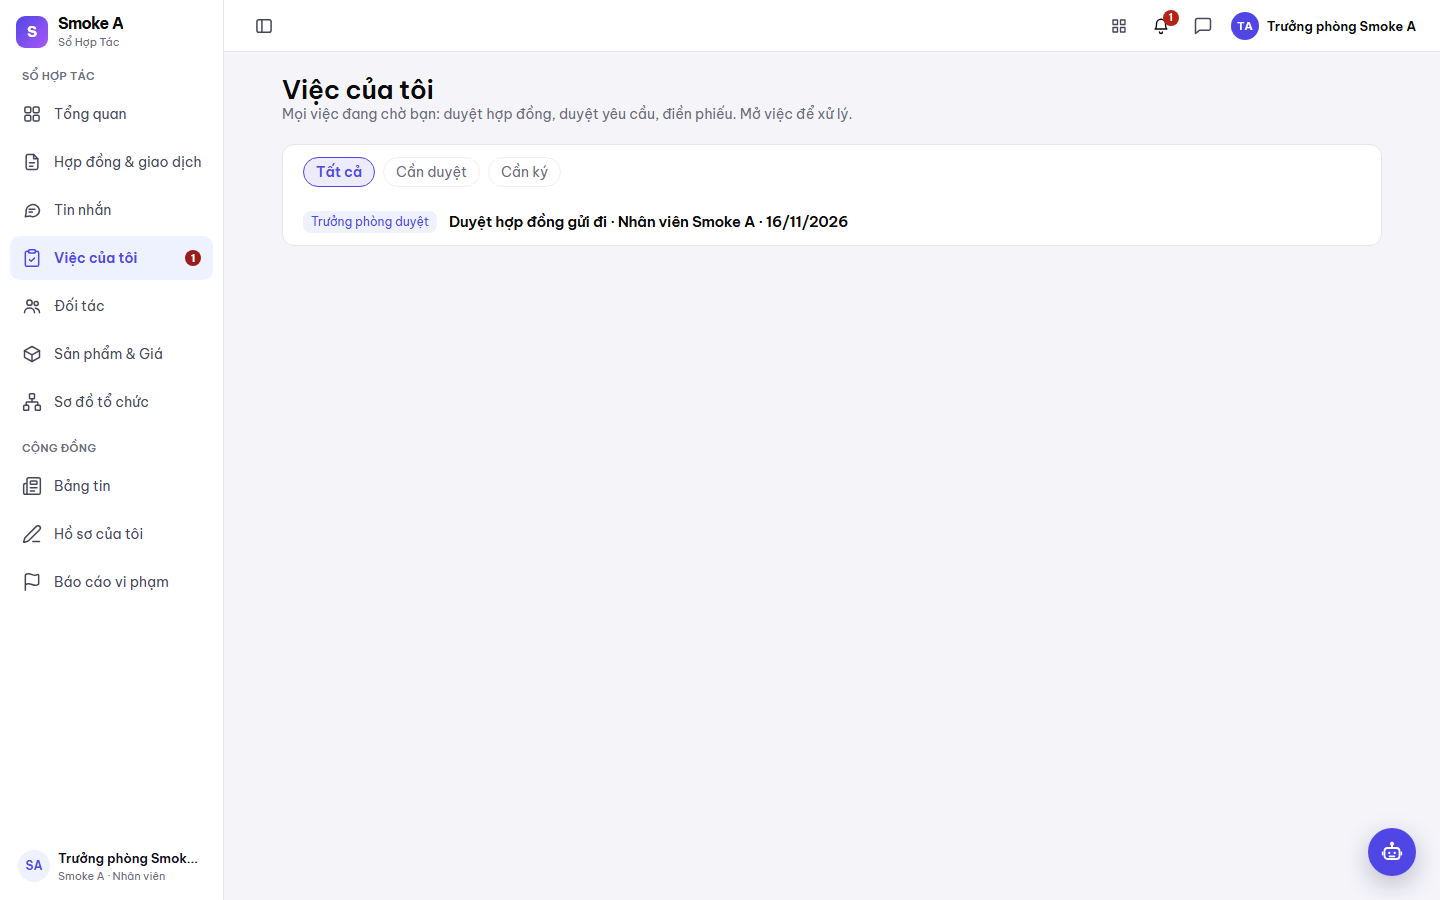 S
Smoke A
Sổ Hợp Tác
SỔ HỢP TÁC
Tổng quan
Hợp đồng & giao dịch
Tin nhắn
Việc của tôi
1
Đối tác
Sản phẩm & Giá
Sơ đồ tổ chức
CỘNG ĐỒNG
Bảng tin
Hồ sơ của tôi
Báo cáo vi phạm
SA
Trưởng phòng Smok...
Smoke A · Nhân viên
1
TA
Trưởng phòng Smoke A
Việc của tôi
Mọi việc đang chờ bạn: duyệt hợp đồng, duyệt yêu cầu, điền phiếu. Mở việc để xử lý.
Tất cả
Cần duyệt
Cần ký
Trưởng phòng duyệt
Duyệt hợp đồng gửi đi · Nhân viên Smoke A · 16/11/2026